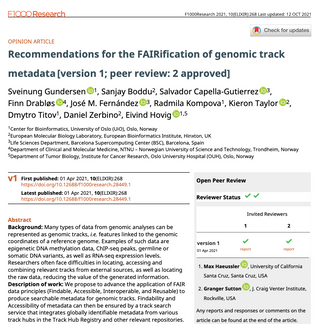 F1000Research
F1000Research 2021, 10(ELIXIR):268 Last updated: 12 OCT 2021
Check for updates
OPINION ARTICLE
Recommendations for the FAIRification of genomic track
metadata [version 1; peer review: 2 approved]
Sveinung Gundersen 1, Sanjay Boddu2, Salvador Capella-Gutierrez 3,
Finn Drabløs 4, José M. Fernández 3, Radmila Kompova1, Kieron Taylor 2,
Dmytro Titov1, Daniel Zerbino2, Eivind Hovig 1,5
1Center for Bioinformatics, University of Oslo (UiO), Oslo, Norway
2European Molecular Biology Laboratory, European Bioinformatics Institute, Hinxton, UK
3Life Sciences Department, Barcelona Supercomputing Center (BSC), Barcelona, Spain
4Department of Clinical and Molecular Medicine, NTNU – Norwegian University of Science and Technology, Trondheim, Norway
5Department of Tumor Biology, Institute for Cancer Research, Oslo University Hospital (OUH), Oslo, Norway
v1
First published: 01 Apr 2021, 10(ELIXIR):268
https://doi.org/10.12688/f1000research.28449.1
Latest published: 01 Apr 2021, 10(ELIXIR):268
https://doi.org/10.12688/f1000research.28449.1
Abstract
Background: Many types of data from genomic analyses can be
represented as genomic tracks, i.e. features linked to the genomic
coordinates of a reference genome. Examples of such data are
epigenetic DNA methylation data, ChIP-seq peaks, germline or
somatic DNA variants, as well as RNA-seq expression levels.
Researchers often face difficulties in locating, accessing and
combining relevant tracks from external sources, as well as locating
the raw data, reducing the value of the generated information.
Description of work: We propose to advance the application of FAIR
data principles (Findable, Accessible, Interoperable, and Reusable) to
produce searchable metadata for genomic tracks. Findability and
Accessibility of metadata can then be ensured by a track search
service that integrates globally identifiable metadata from various
track hubs in the Track Hub Registry and other relevant repositories.
Open Peer Review
Reviewer Status
Invited Reviewers
1 2
version 1
01 Apr 2021
report report
1. Max Haeussler , University of California
Santa Cruz, Santa Cruz, USA
2. Granger Sutton , J. Craig Venter Institute,
Rockville, USA
Any reports and responses or comments on the
article can be found at the end of the article.